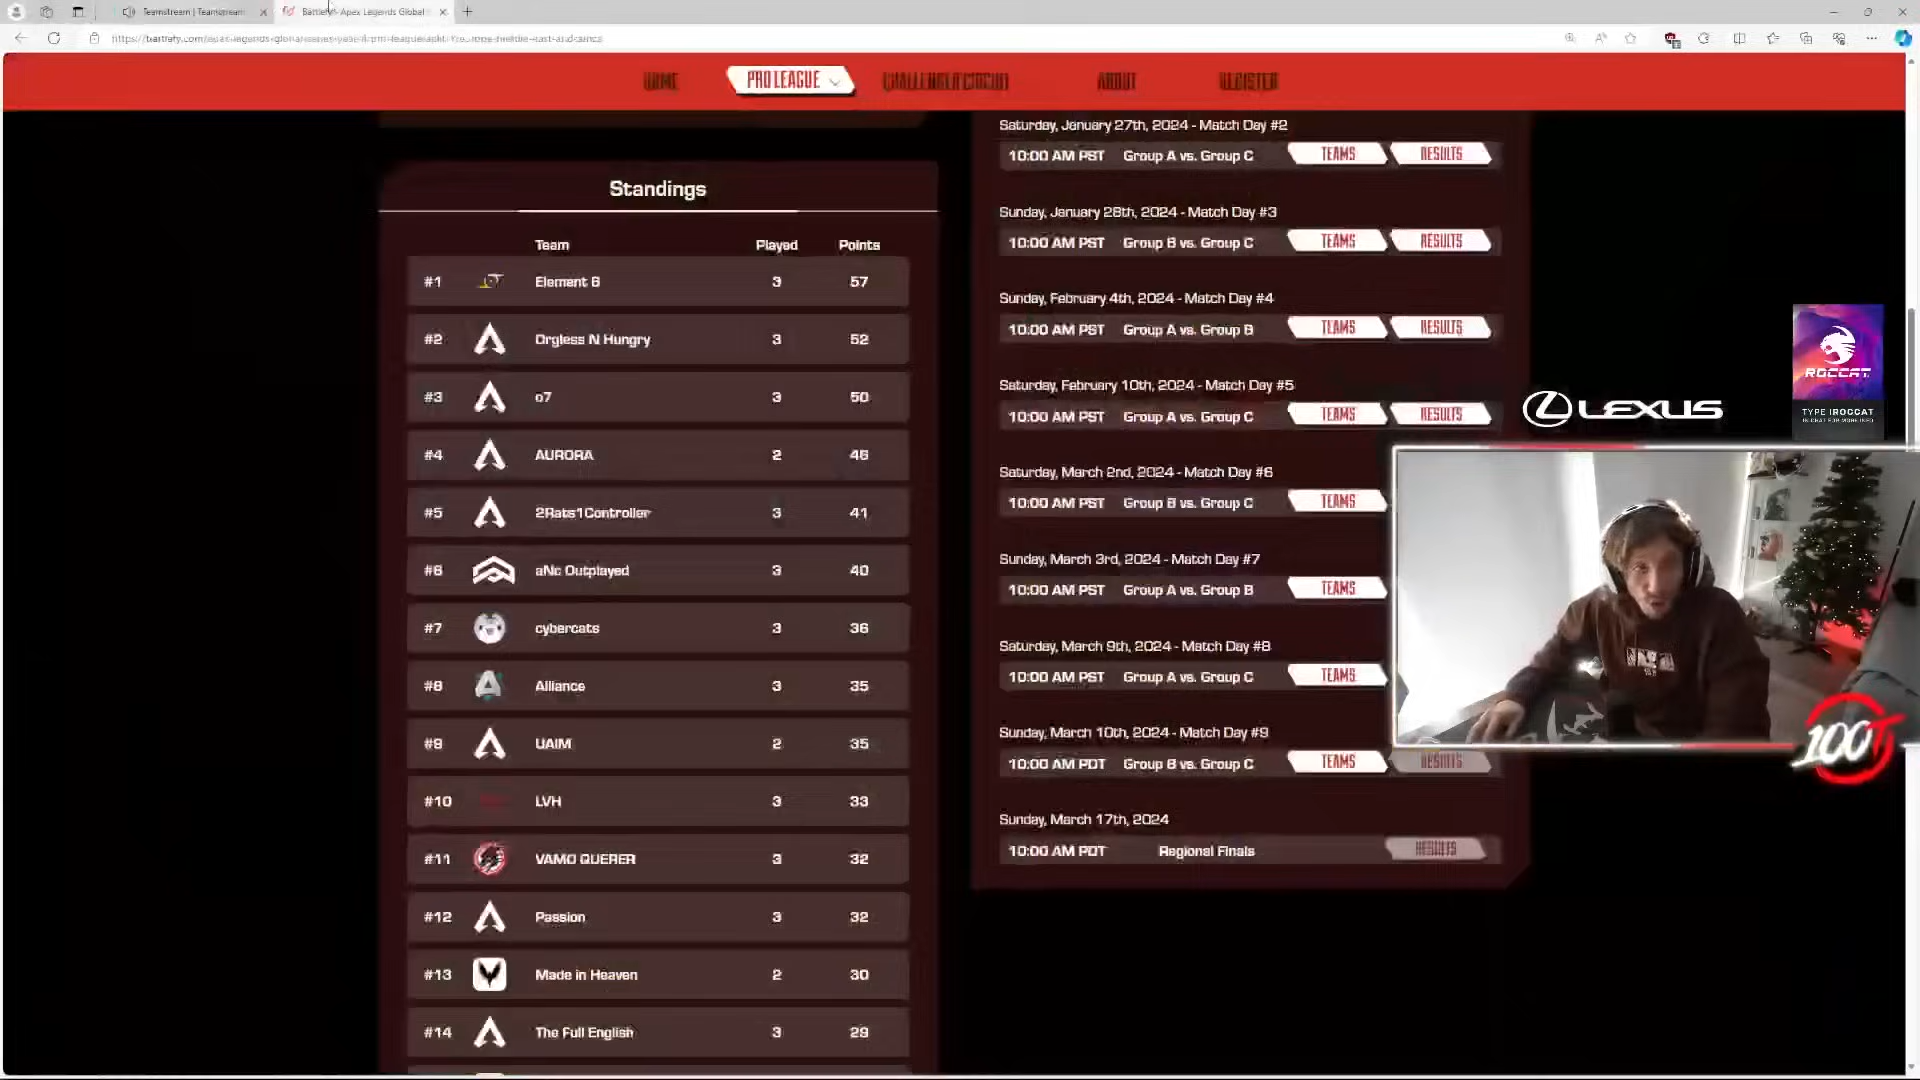 Teamstream | Teamstream
Battlefy - Apex Legends Global
HOME
PRO LEAGUE
CHALLENGER CIRCUIT
ABOUT
REGISTER
Standings
Team Played Points
#1 Element 6 3 57
#2 Orgless N Hungry 3 52
#3 o7 3 50
#4 AURORA 2 46
#5 2Rats1Controller 3 41
#6 aNc Outplayed 3 40
#7 cybercats 3 36
#8 Alliance 3 35
#9 UAIM 2 35
#10 LVH 3 33
#11 VAMO QUERER 3 32
#12 Passion 3 32
#13 Made in Heaven 2 30
#14 The Full English 3 29
Saturday, January 27th, 2024 - Match Day #2
10:00 AM PST Group A vs. Group C TEAMS RESULTS
Sunday, January 28th, 2024 - Match Day #3
10:00 AM PST Group B vs. Group C TEAMS RESULTS
Sunday, February 4th, 2024 - Match Day #4
10:00 AM PST Group A vs. Group B TEAMS RESULTS
Saturday, February 10th, 2024 - Match Day #5
10:00 AM PST Group A vs. Group C TEAMS RESULTS
Saturday, March 2nd, 2024 - Match Day #6
10:00 AM PST Group B vs. Group C TEAMS
Sunday, March 3rd, 2024 - Match Day #7
10:00 AM PST Group A vs. Group B TEAMS
Saturday, March 9th, 2024 - Match Day #8
10:00 AM PST Group A vs. Group C TEAMS
Sunday, March 10th, 2024 - Match Day #9
10:00 AM PDT Group B vs. Group C TEAMS RESULTS
Sunday, March 17th, 2024
10:00 AM PDT Regional Finals RESULTS
LEXUS
ROCCAT
TYPE !ROCCAT
100T